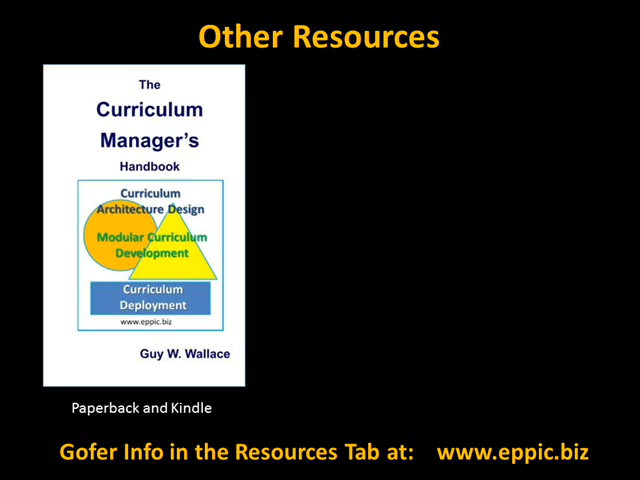 Other Resources
The
Curriculum
Manager's
Handbook
Curriculum
Architecture Design
Modular Curriculum
Development
Curriculum
Deployment
www.eppic.biz
Guy W. Wallace
Paperback and Kindle
Gofer Info in the Resources Tab at: www.eppic.biz